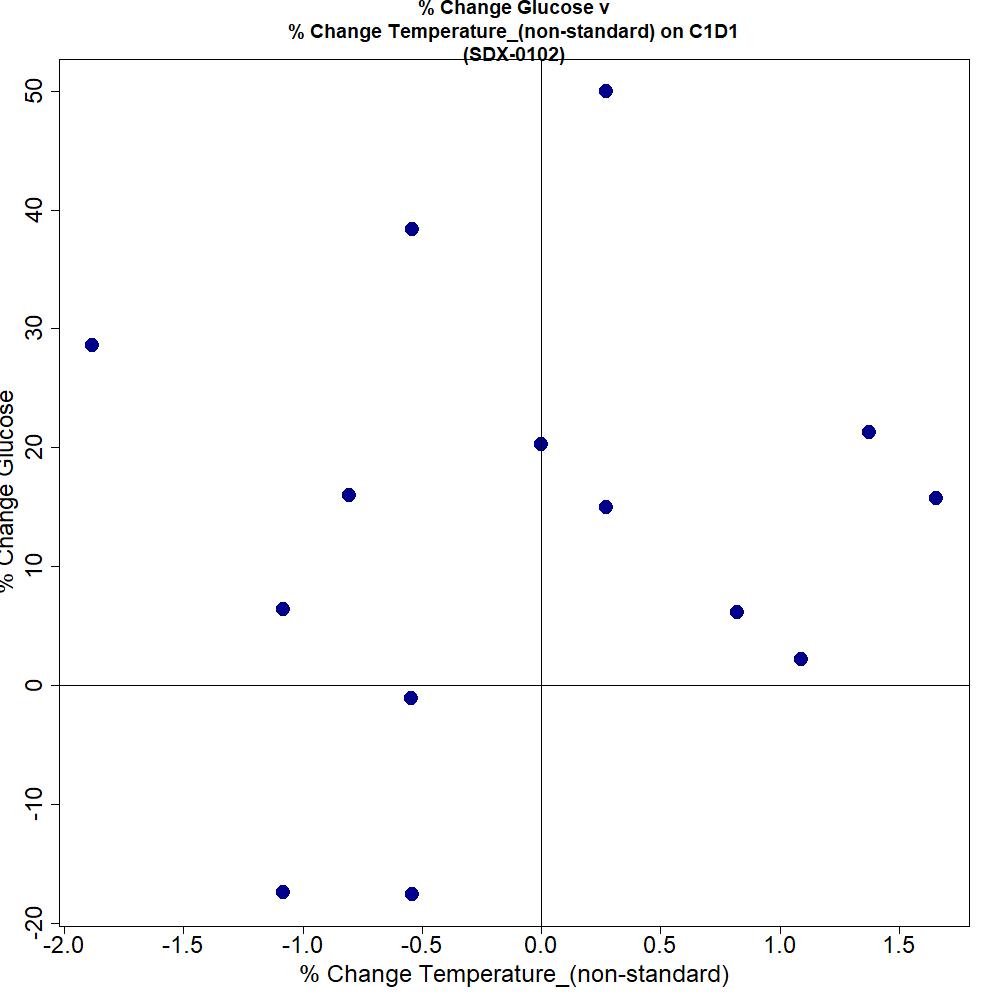 % Change Glucose v
% Change Temperature_(non-standard) on C1D1
(SDX-0102)
% Change Glucose
50
40
30
20
10
0
-10
-20
-2.0 -1.5 -1.0 -0.5 0.0 0.5 1.0 1.5
% Change Temperature_(non-standard)